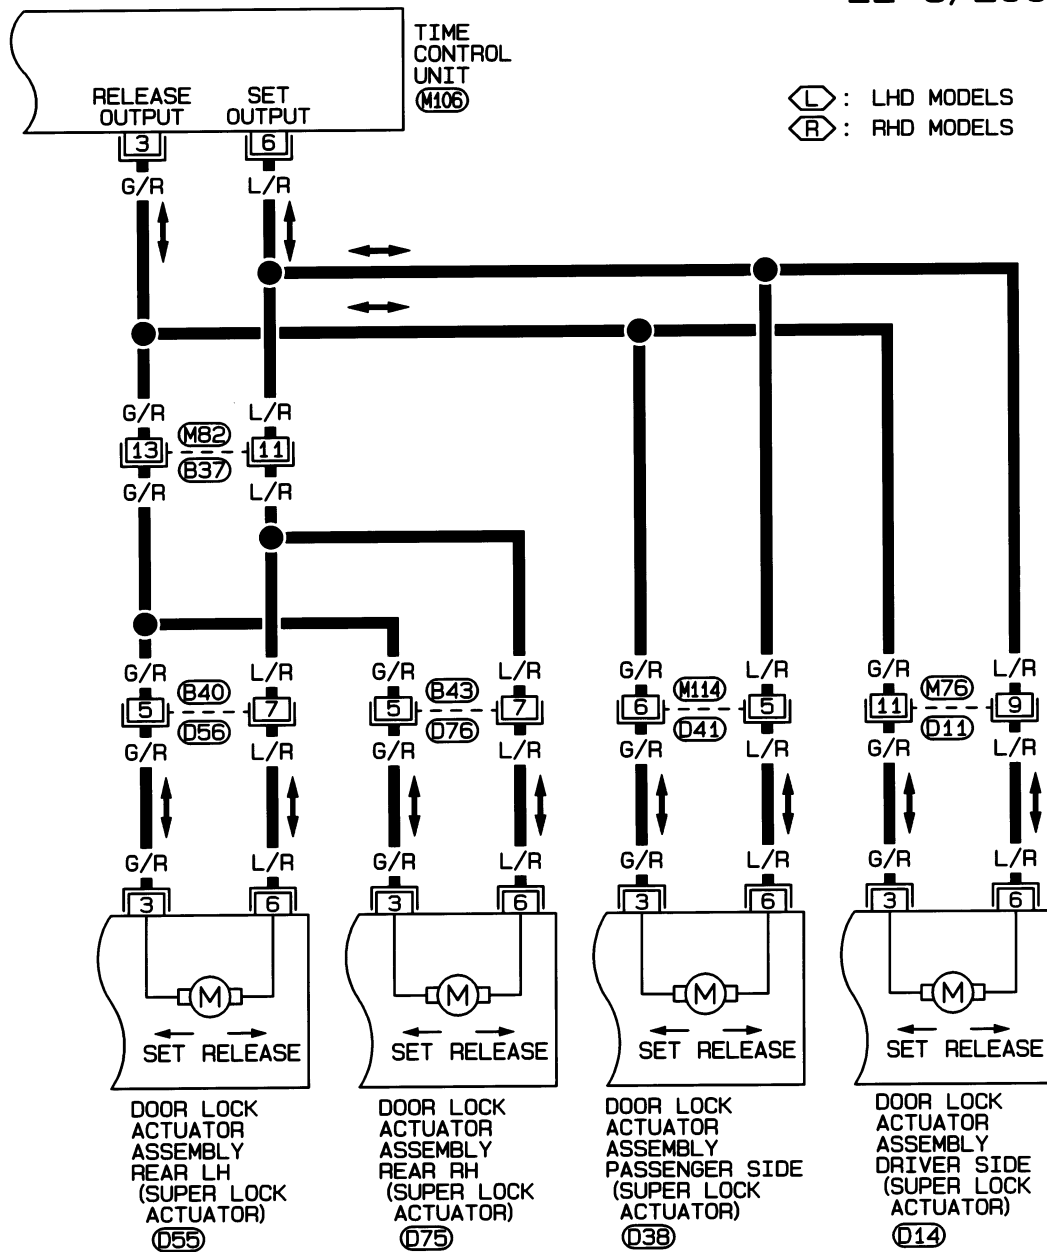 TIME
CONTROL
UNIT
M106
RELEASE
OUTPUT
SET
OUTPUT
L : LHD MODELS
R : RHD MODELS
3 6
G/R L/R
G/R L/R
13 M82 11
B37
G/R L/R
G/R L/R G/R L/R G/R L/R G/R L/R
5 B40 7 5 B43 7 6 M114 5 11 M76 9
D56 D76 D41 D11
G/R L/R G/R L/R G/R L/R G/R L/R
G/R L/R G/R L/R G/R L/R G/R L/R
3 6 3 6 3 6 3 6
M M M M
SET RELEASE SET RELEASE SET RELEASE SET RELEASE
DOOR LOCK
ACTUATOR
ASSEMBLY
REAR LH
(SUPER LOCK
ACTUATOR)
D55
DOOR LOCK
ACTUATOR
ASSEMBLY
REAR RH
(SUPER LOCK
ACTUATOR)
D75
DOOR LOCK
ACTUATOR
ASSEMBLY
PASSENGER SIDE
(SUPER LOCK
ACTUATOR)
D38
DOOR LOCK
ACTUATOR
ASSEMBLY
DRIVER SIDE
(SUPER LOCK
ACTUATOR)
D14